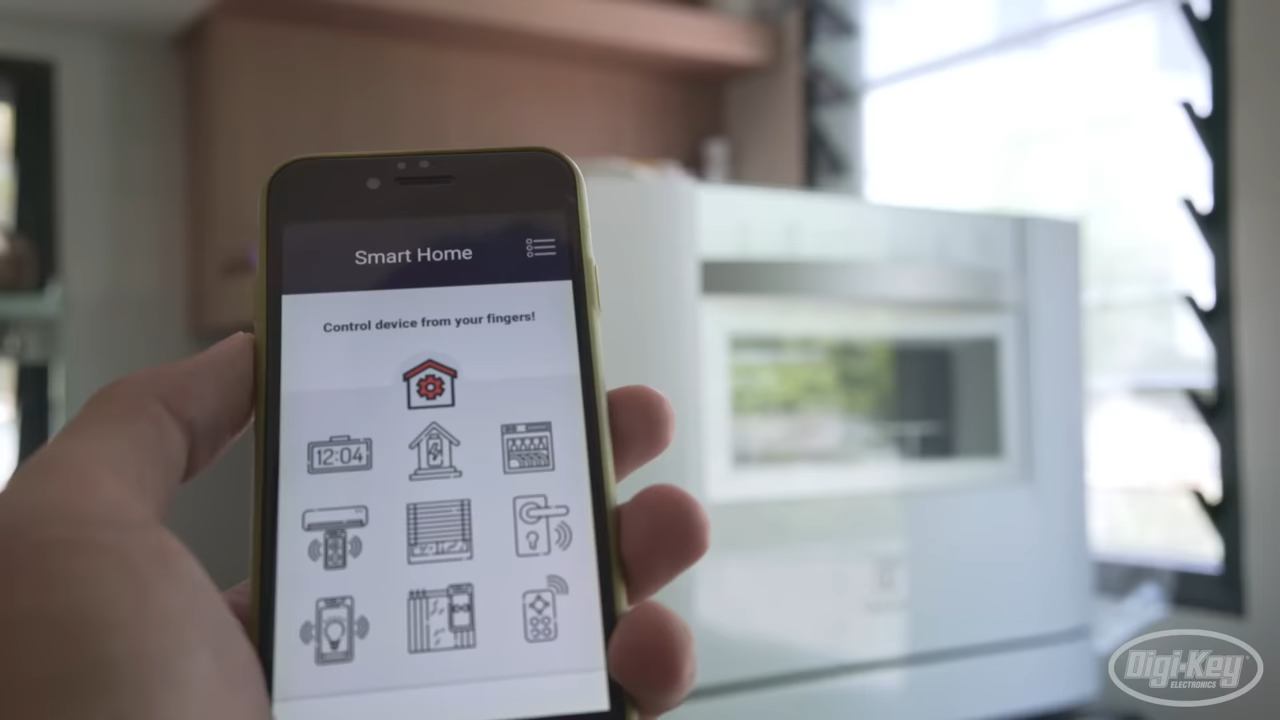 Smart Home
Control device from your fingers!
12:04
Digi-Key
ELECTRONICS